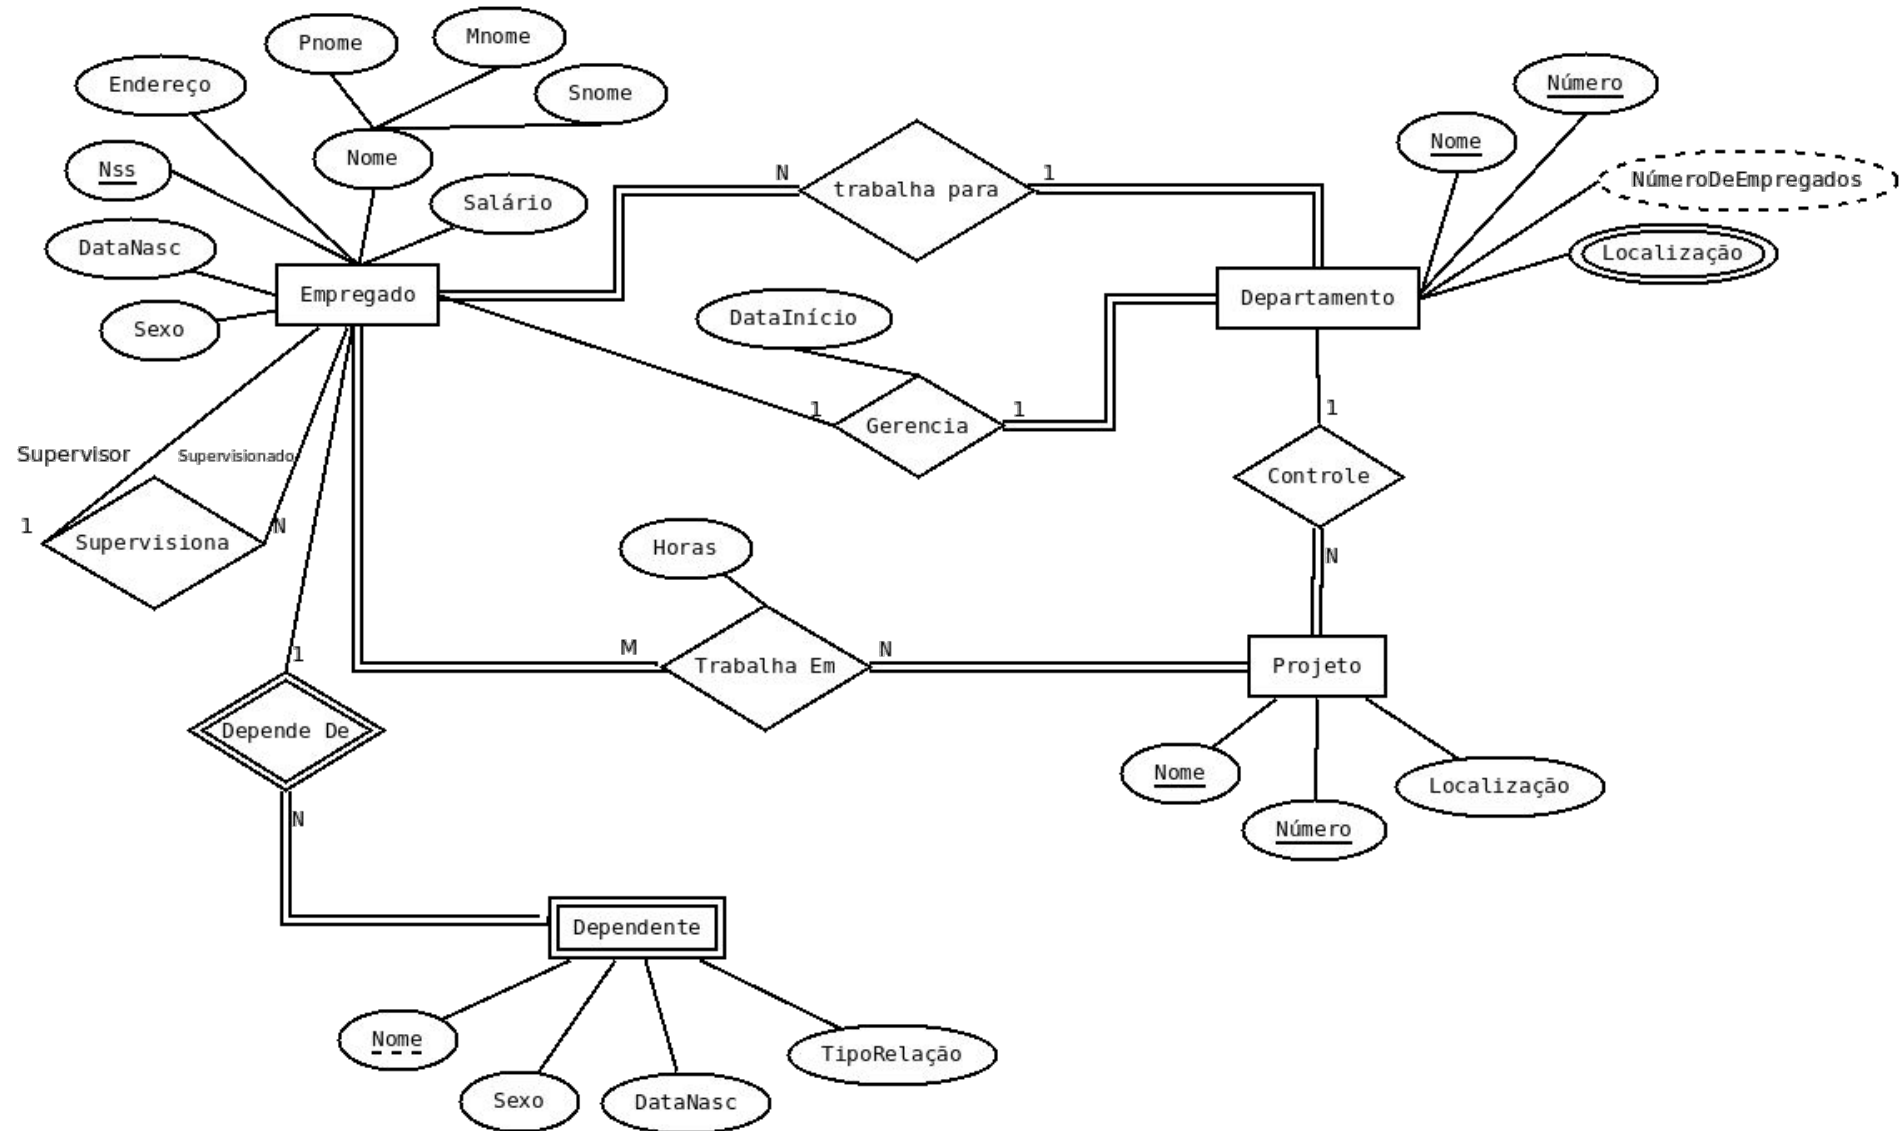 Pnome
Mnome
Endereço
Snome
Número
Nome
Nome
Nss
Salário
N
trabalha para
1
NúmeroDeEmpregados
DataNasc
Localização
Empregado
Departamento
Sexo
DataInício
1
Gerencia
1
1
Supervisor
Supervisionado
Controle
1
Supervisiona
N
Horas
N
1
M
Trabalha Em
N
Projeto
Depende De
Nome
Localização
N
Número
Dependente
Nome
TipoRelação
Sexo
DataNasc